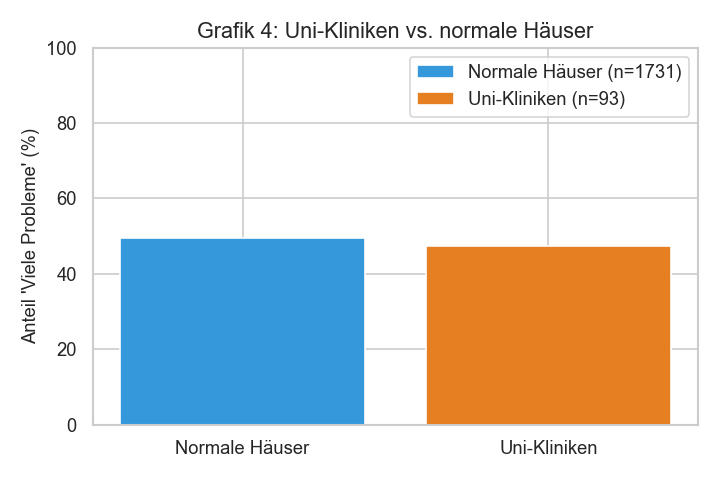 Grafik 4: Uni-Kliniken vs. normale Häuser
Anteil 'Viele Probleme' (%)
100
80
60
40
20
0
Normale Häuser (n=1731)
Uni-Kliniken (n=93)
Normale Häuser
Uni-Kliniken